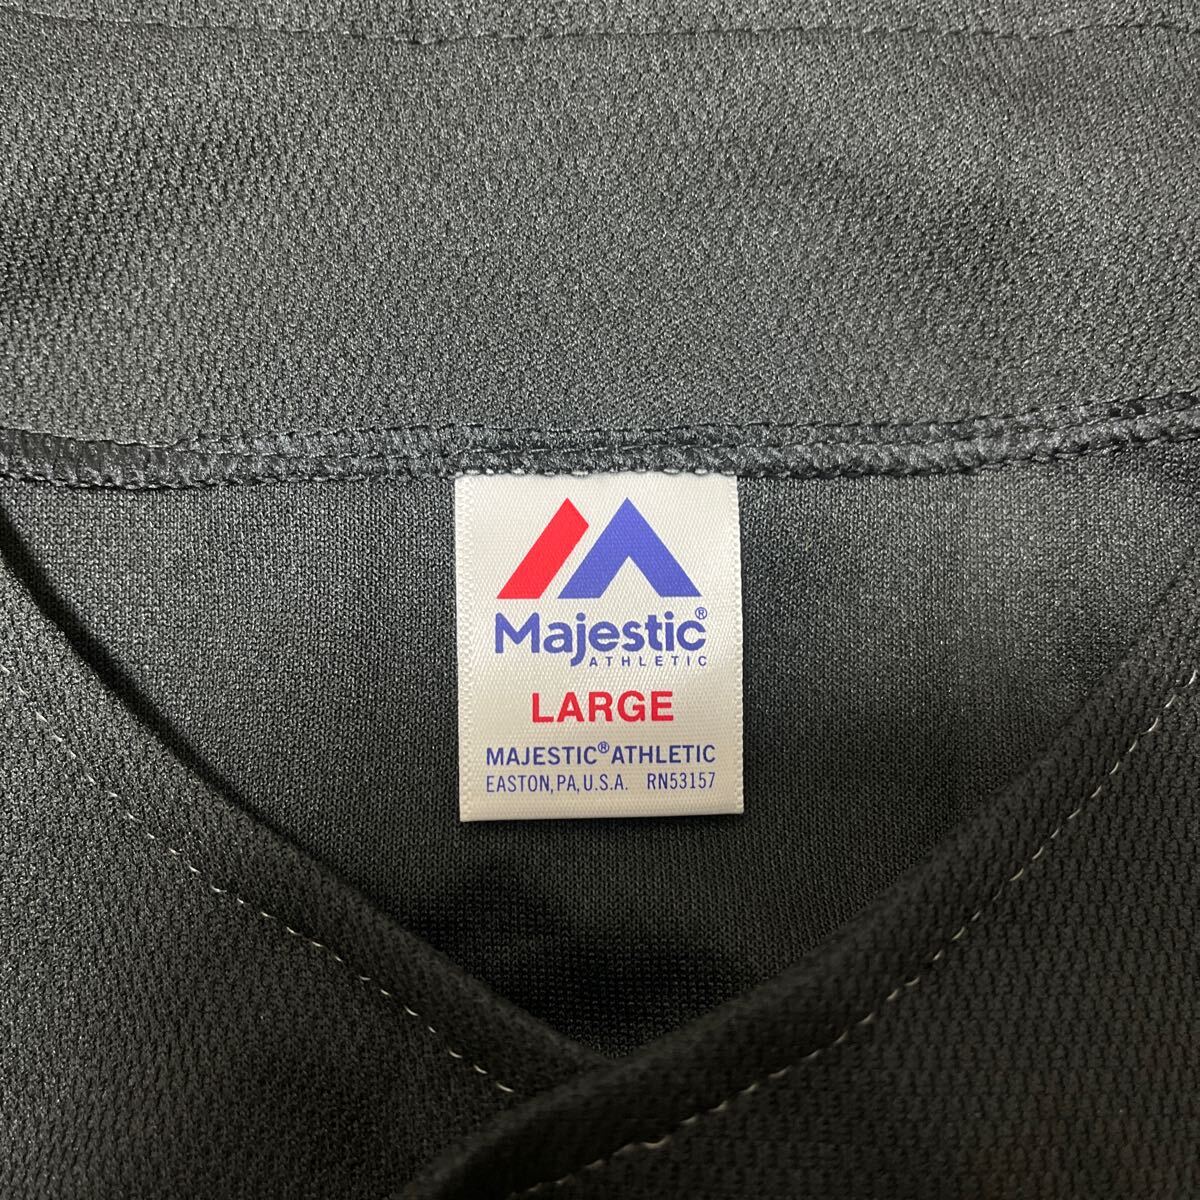 Majestic®
ATHLETIC
LARGE
MAJESTIC® ATHLETIC
EASTON, PA, U.S.A. RN53157